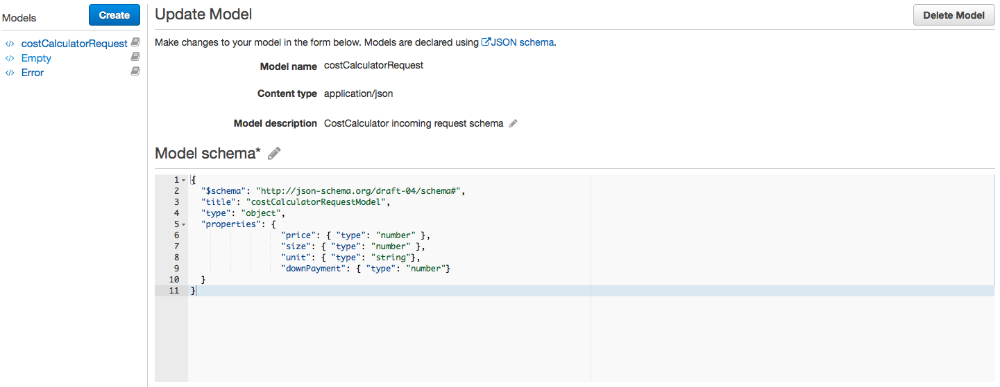 Models
Create
costCalculatorRequest
Empty
Error
Update Model
Delete Model
Make changes to your model in the form below. Models are declared using JSON schema.
Model name costCalculatorRequest
Content type application/json
Model description CostCalculator incoming request schema
Model schema*
1 {
2 "$schema": "http://json-schema.org/draft-04/schema#",
3 "title": "costCalculatorRequestModel",
4 "type": "object",
5 "properties": {
6 "price": { "type": "number" },
7 "size": { "type": "number" },
8 "unit": { "type": "string"},
9 "downPayment": { "type": "number"}
10 }
11 }